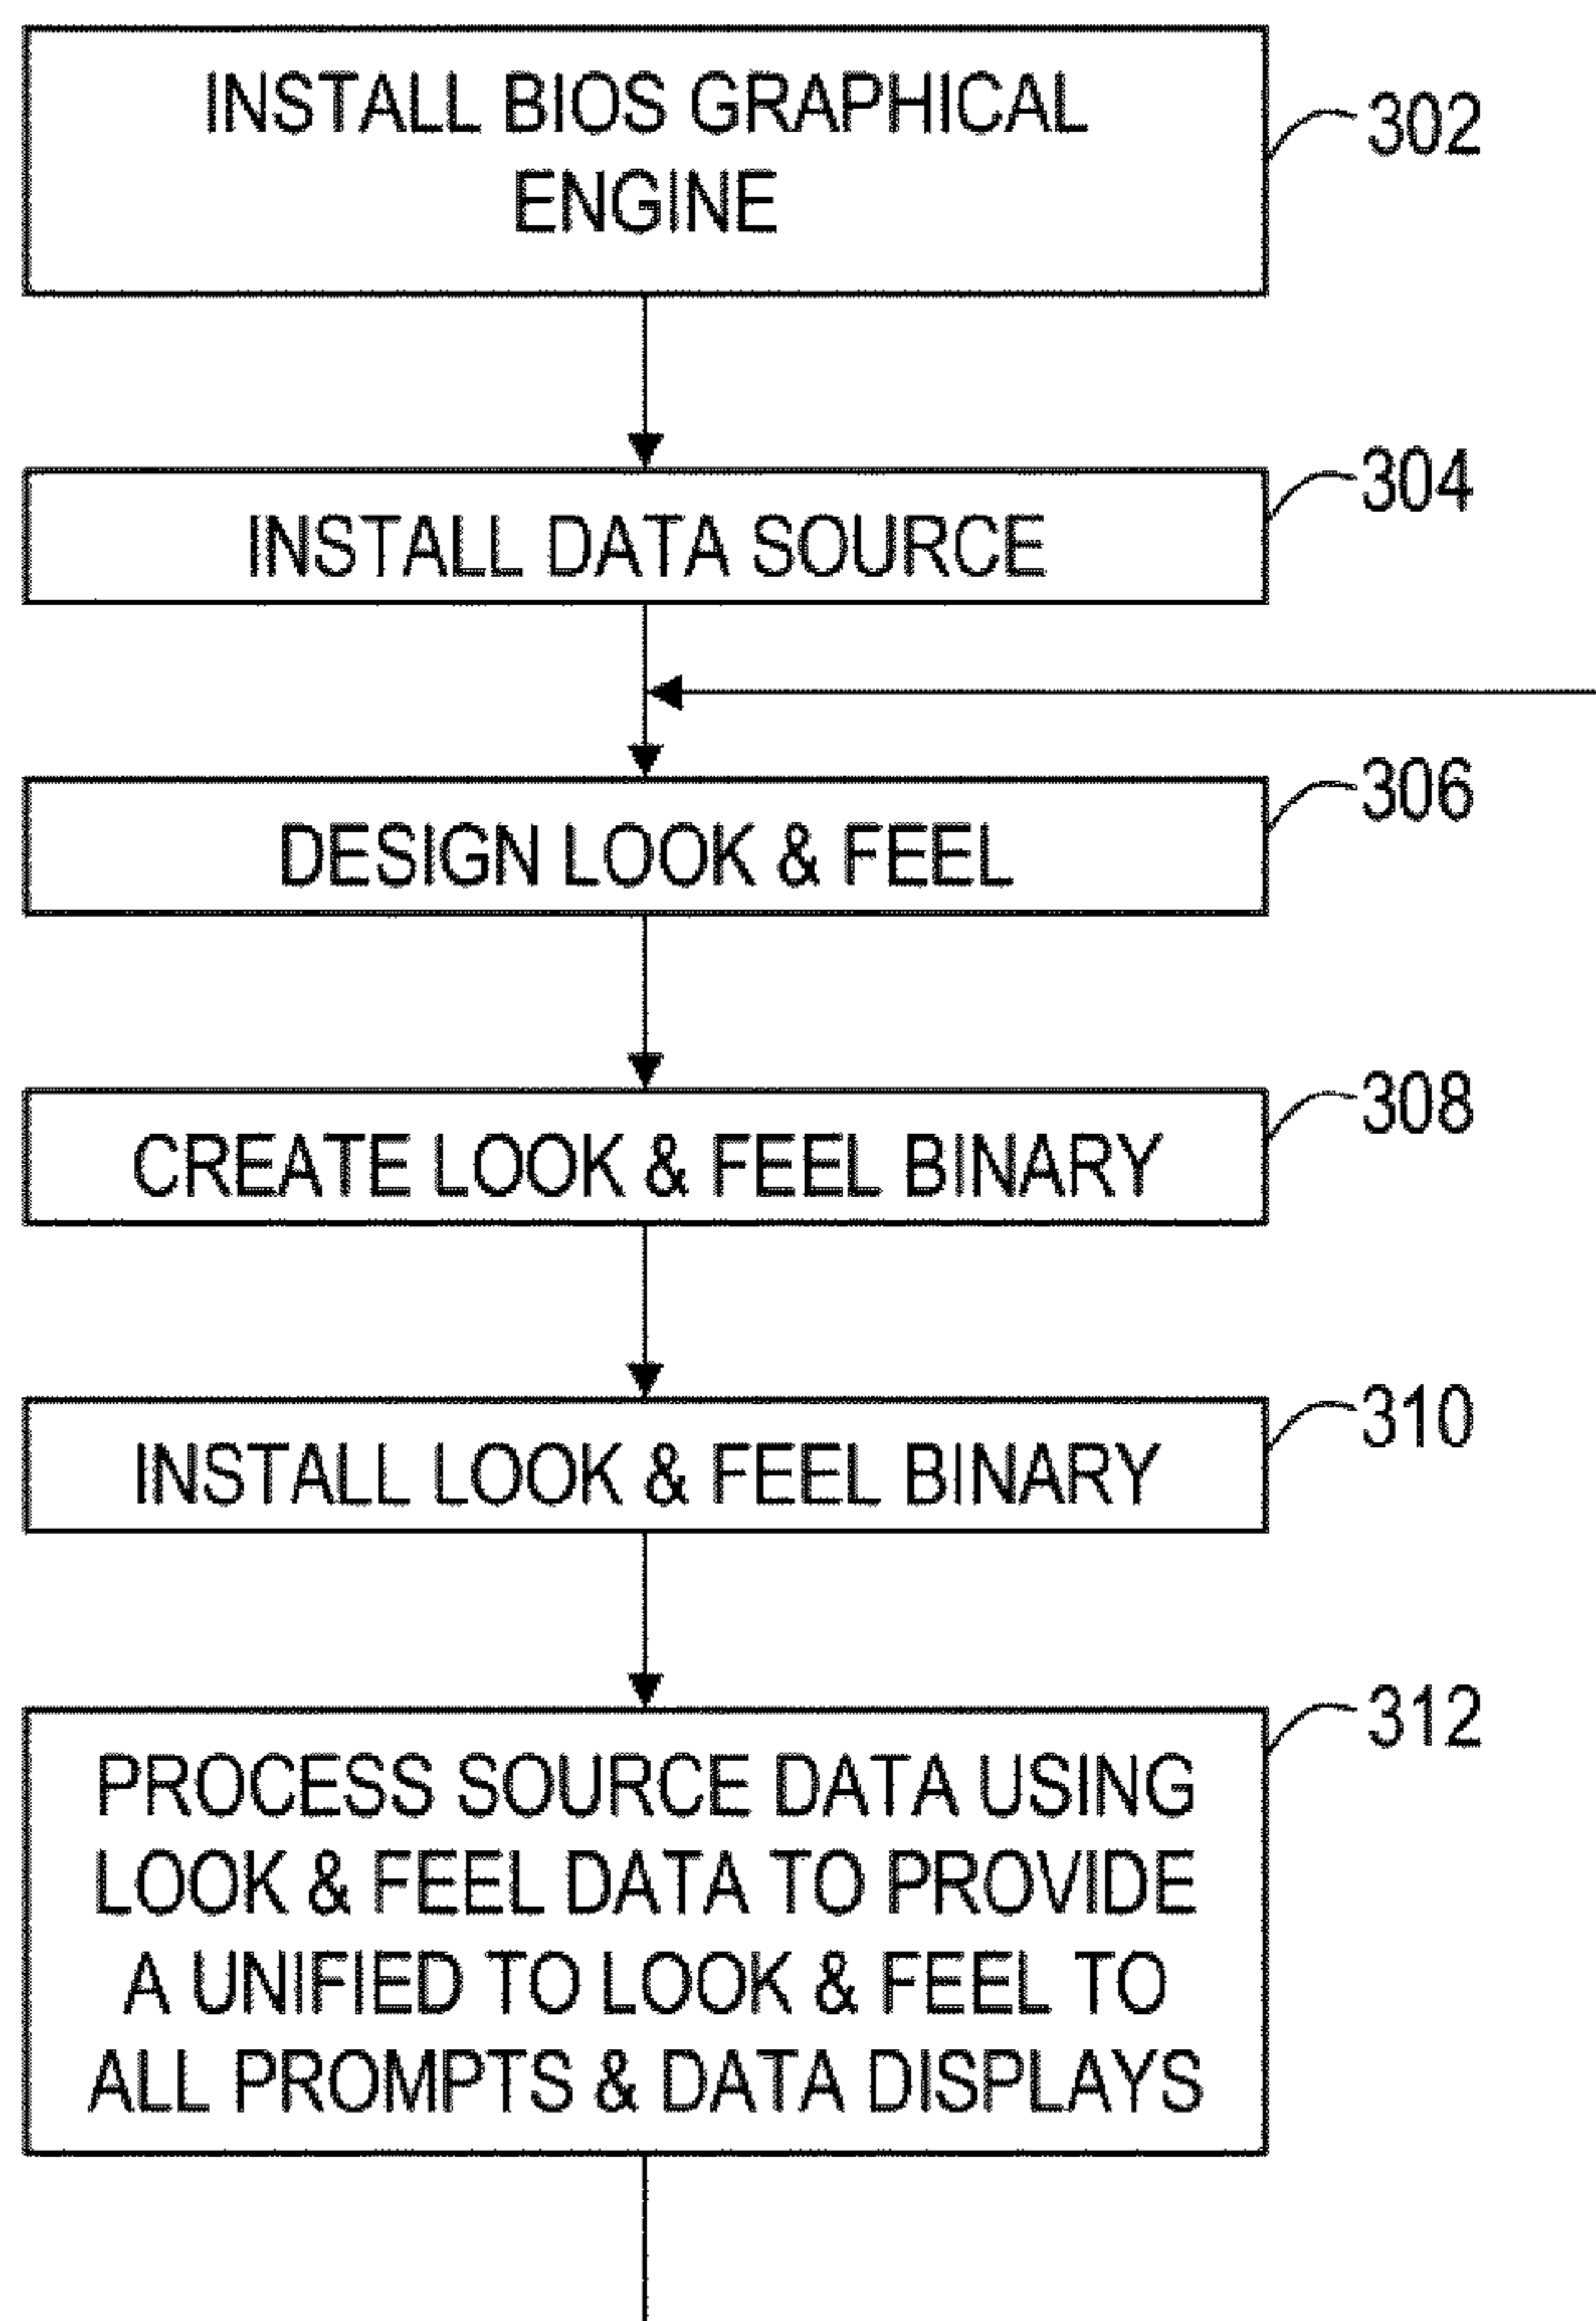 INSTALL BIOS GRAPHICAL
ENGINE
302
INSTALL DATA SOURCE
304
DESIGN LOOK & FEEL
306
CREATE LOOK & FEEL BINARY
308
INSTALL LOOK & FEEL BINARY
310
PROCESS SOURCE DATA USING
LOOK & FEEL DATA TO PROVIDE
A UNIFIED TO LOOK & FEEL TO
ALL PROMPTS & DATA DISPLAYS
312